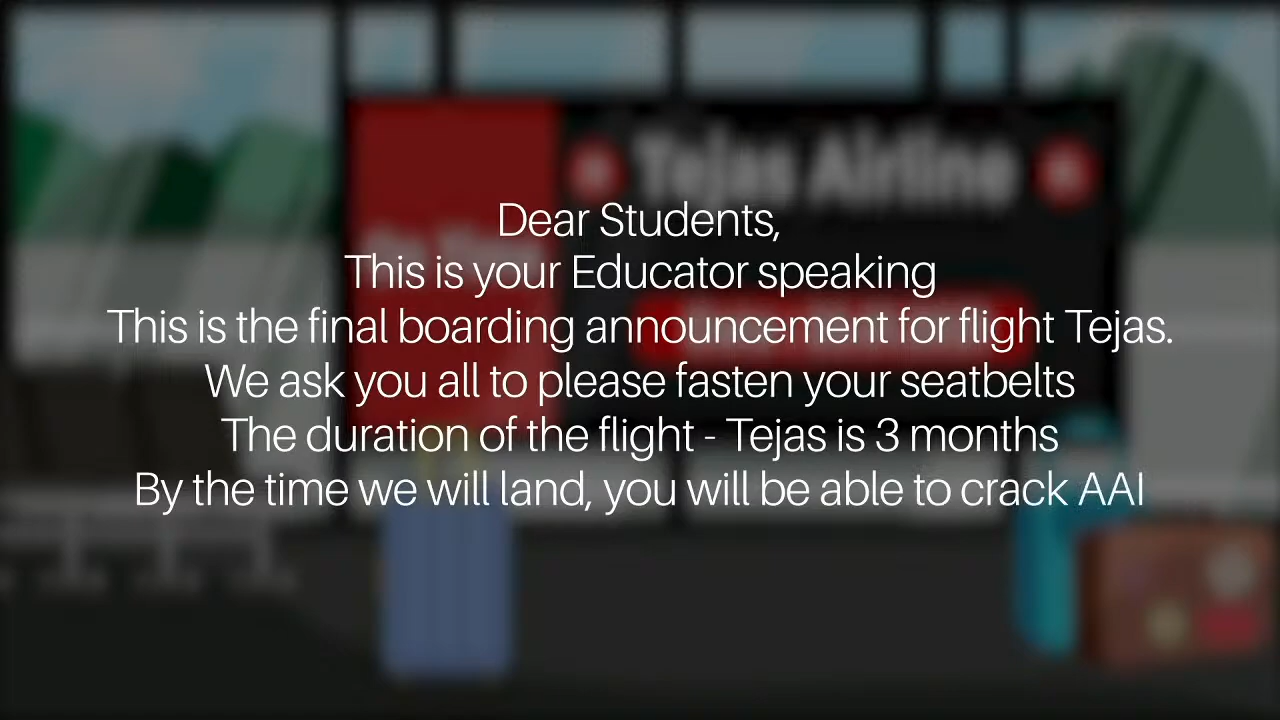 Tejas Airline
Dear Students,
This is your Educator speaking
This is the final boarding announcement for flight Tejas.
We ask you all to please fasten your seatbelts
The duration of the flight - Tejas is 3 months
By the time we will land, you will be able to crack AAI